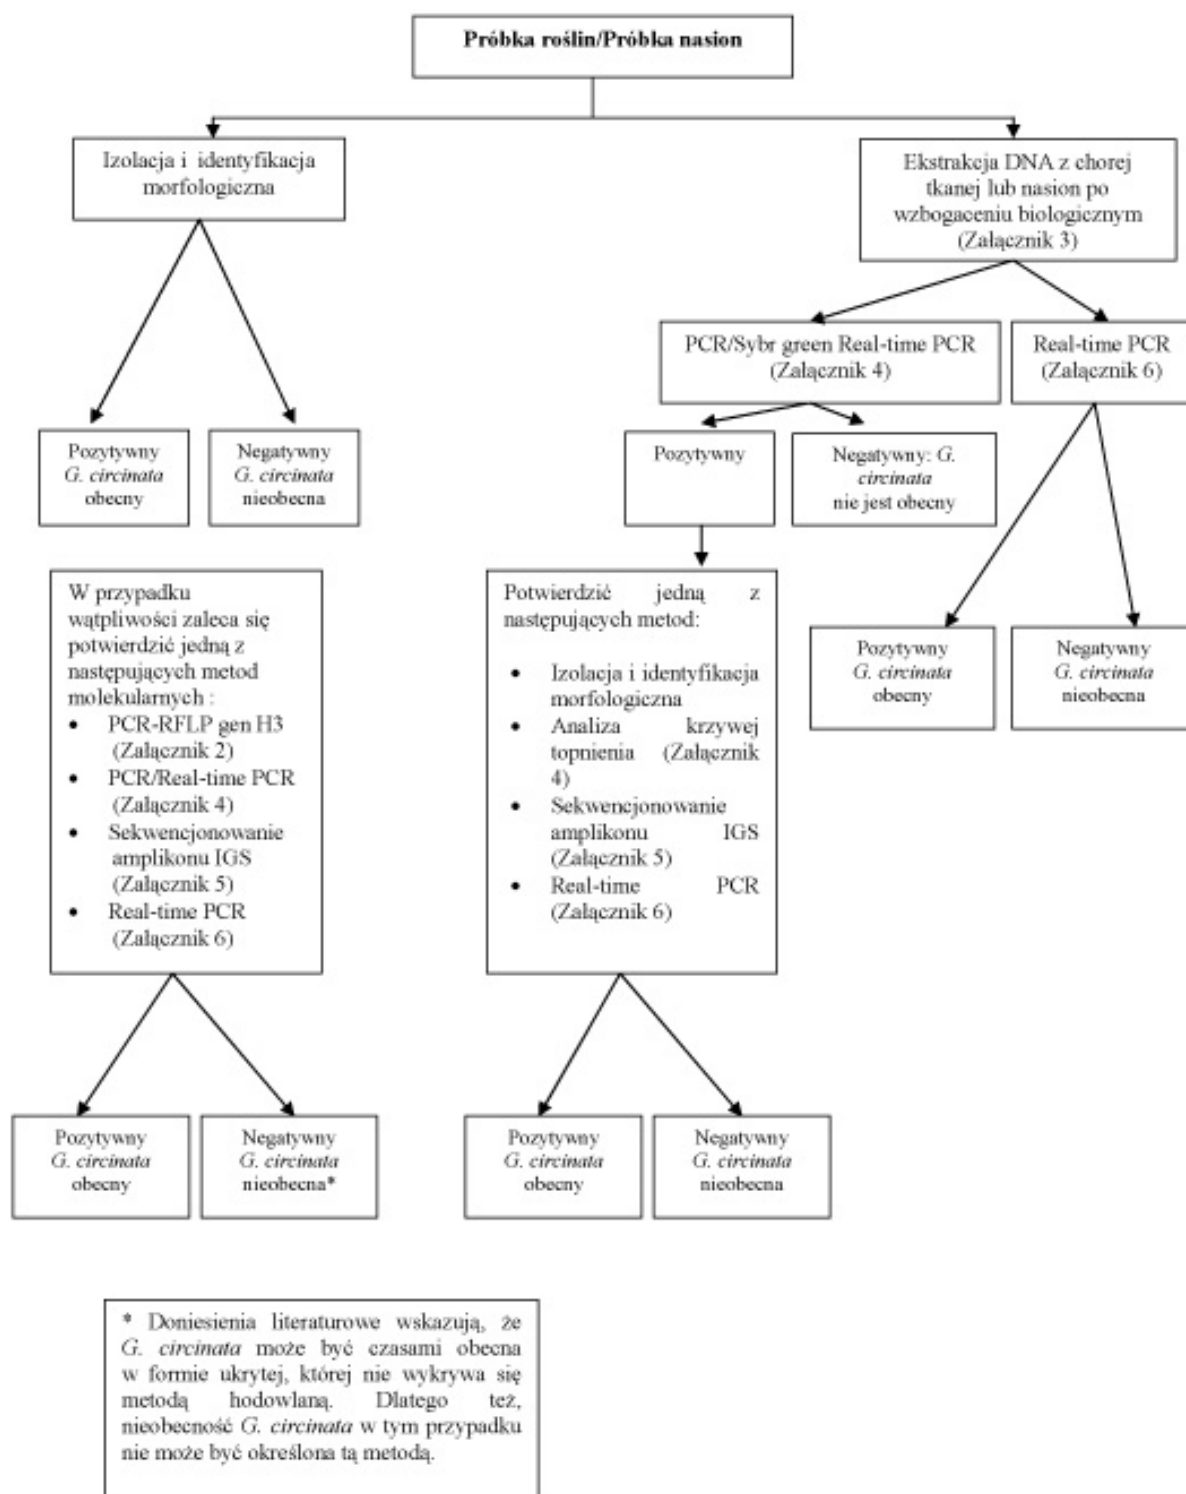 Próbka roślin/Próbka nasion
Izolacja i identyfikacja
morfologiczna
Ekstrakcja DNA z chorej
tkanej lub nasion po
wzbogaceniu biologicznym
(Załącznik 3)
PCR/Sybr green Real-time PCR
(Załącznik 4)
Real-time PCR
(Załącznik 6)
Pozytywny
G. circinata
obecny
Negatywny
G. circinata
nieobecna
Pozytywny
Negatywny: G.
circinata
nie jest obecny
W przypadku
wątpliwości zaleca się
potwierdzić jedną z
następujących metod
molekularnych :
• PCR-RFLP gen H3
(Załącznik 2)
• PCR/Real-time PCR
(Załącznik 4)
• Sekwencjonowanie
amplikonu IGS
(Załącznik 5)
• Real-time PCR
(Załącznik 6)
Potwierdzić jedną z
następujących metod:
• Izolacja i identyfikacja
morfologiczna
• Analiza krzywej
topnienia (Załącznik
4)
• Sekwencjonowanie
amplikonu IGS
(Załącznik 5)
• Real-time PCR
(Załącznik 6)
Pozytywny
G. circinata
obecny
Negatywny
G. circinata
nieobecna
Pozytywny
G. circinata
obecny
Negatywny
G. circinata
nieobecna*
Pozytywny
G. circinata
obecny
Negatywny
G. circinata
nieobecna
* Doniesienia literaturowe wskazują, że
G. circinata może być czasami obecna
w formie ukrytej, której nie wykrywa się
metodą hodowlaną. Dlatego też,
nieobecność G. circinata w tym przypadku
nie może być określona tą metodą.